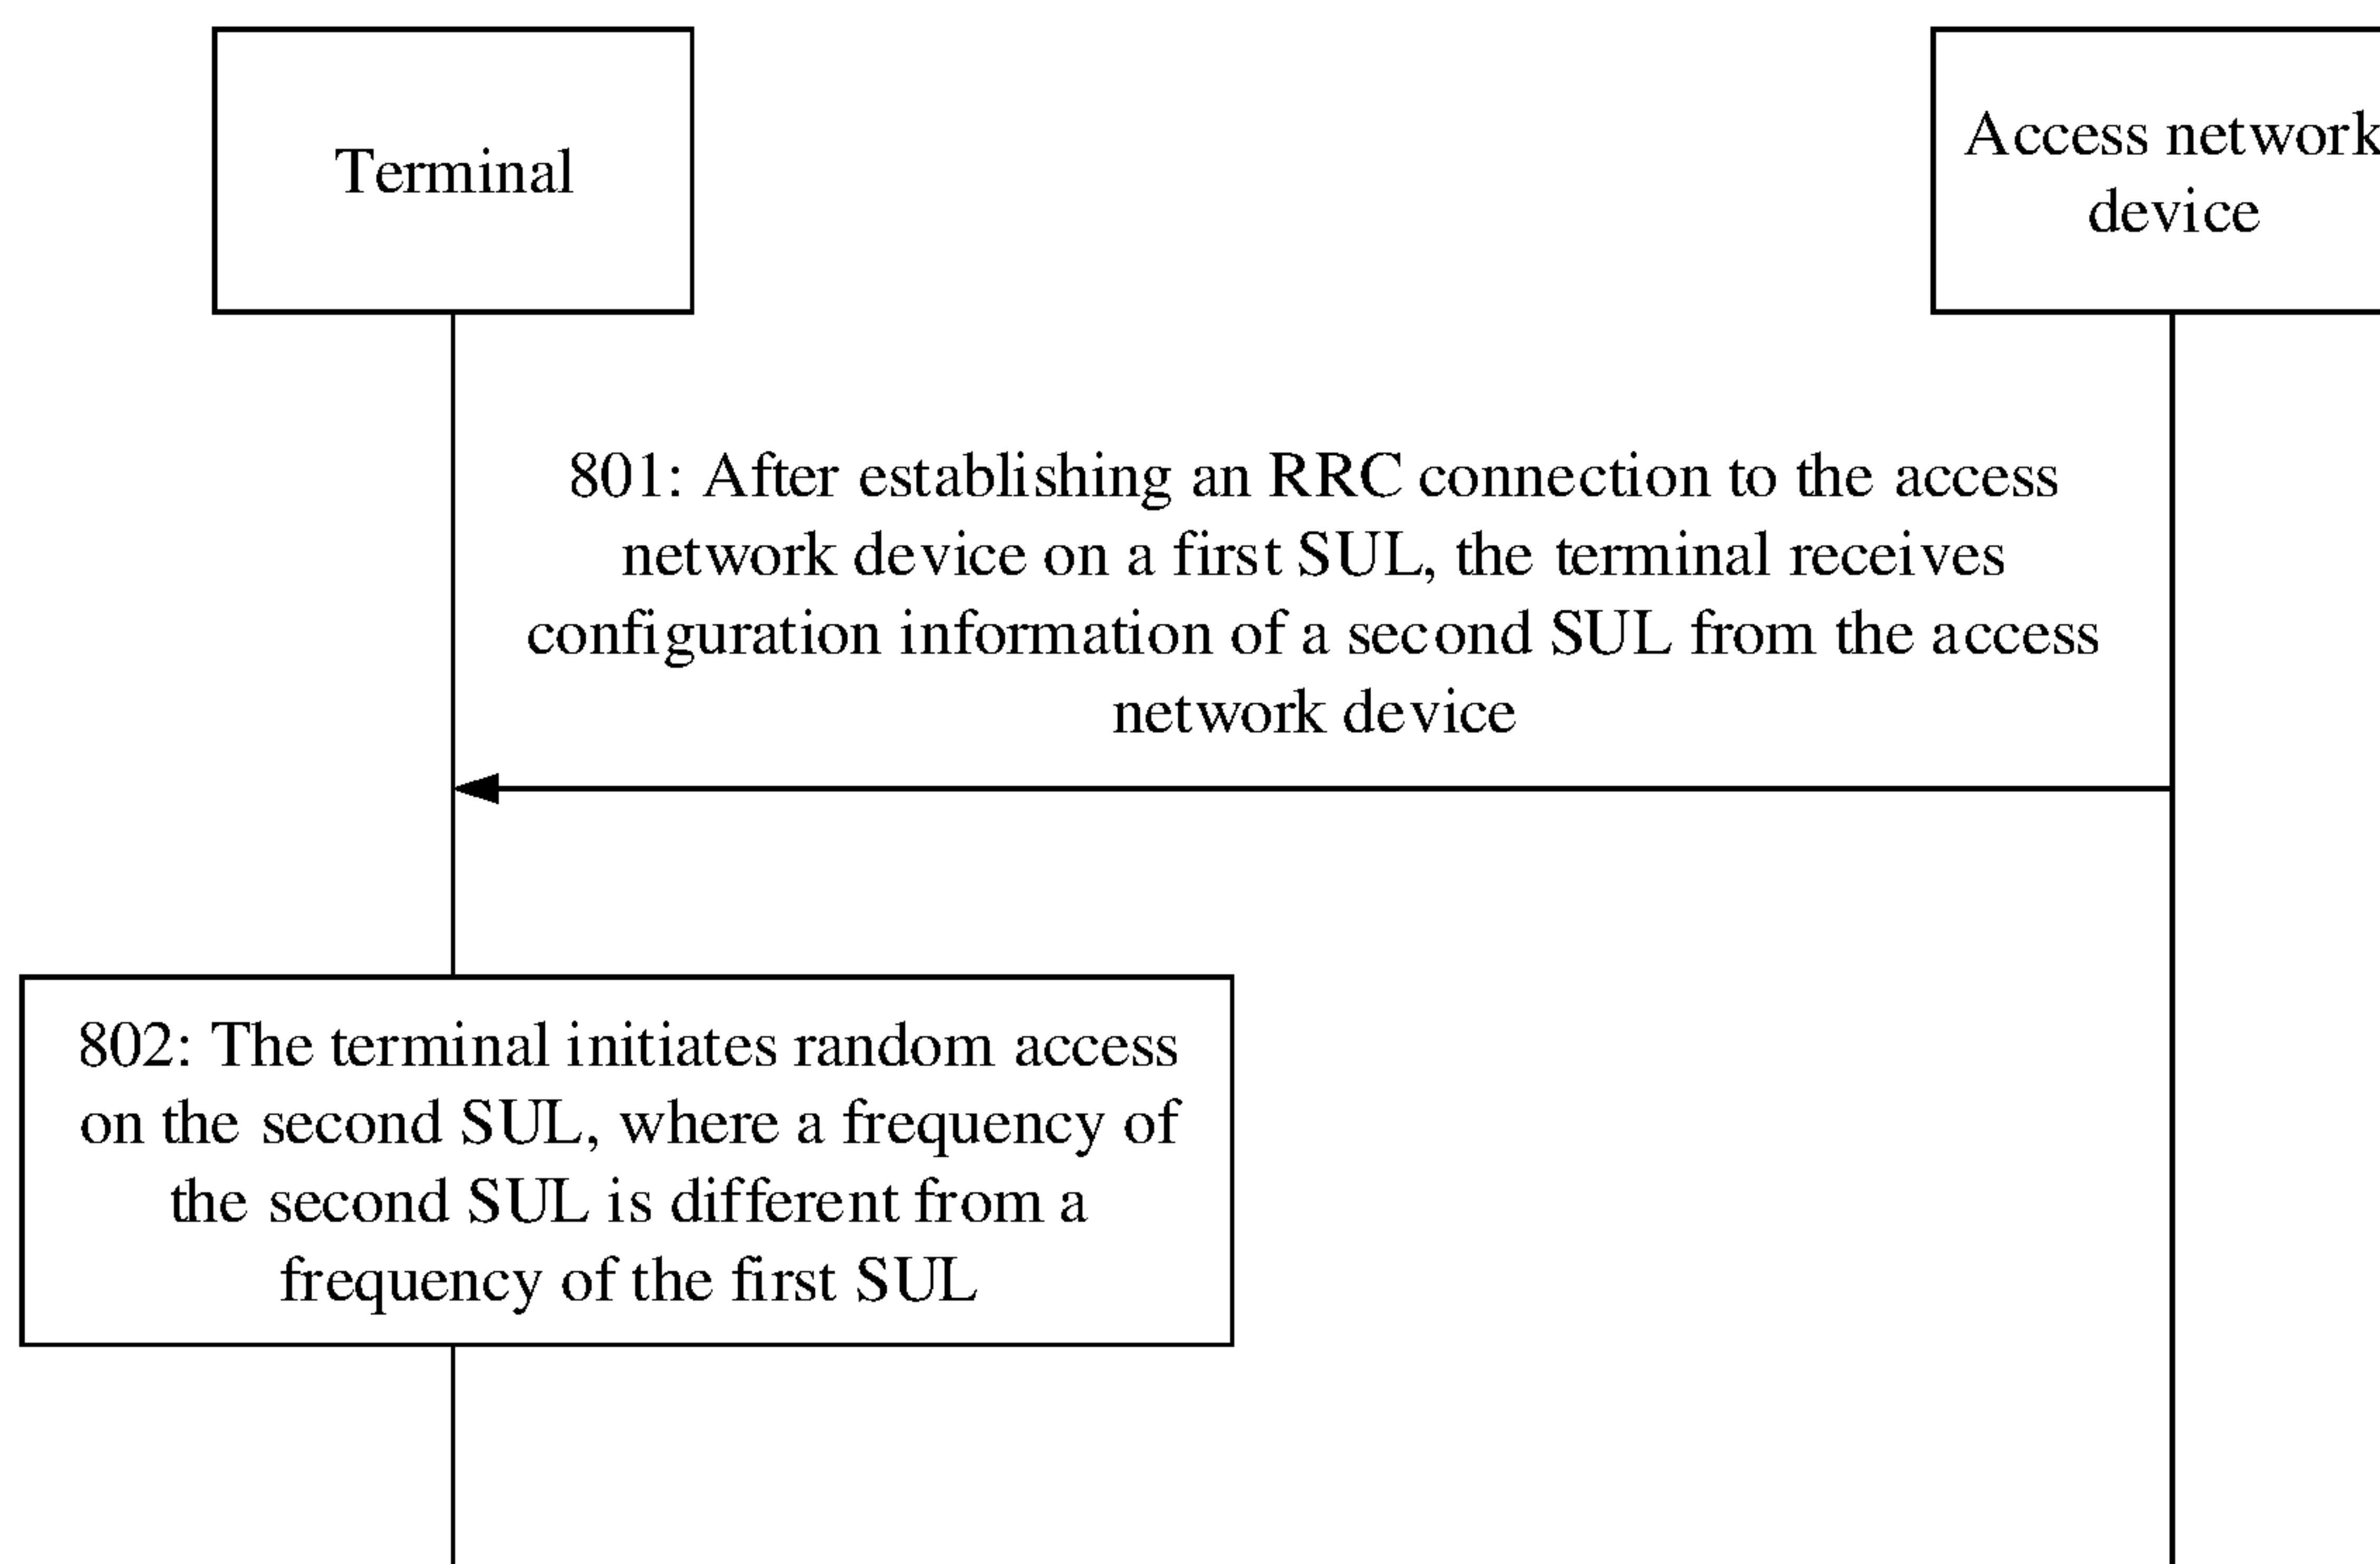 Terminal
Access network
device
801: After establishing an RRC connection to the access
network device on a first SUL, the terminal receives
configuration information of a second SUL from the access
network device
802: The terminal initiates random access
on the second SUL, where a frequency of
the second SUL is different from a
frequency of the first SUL